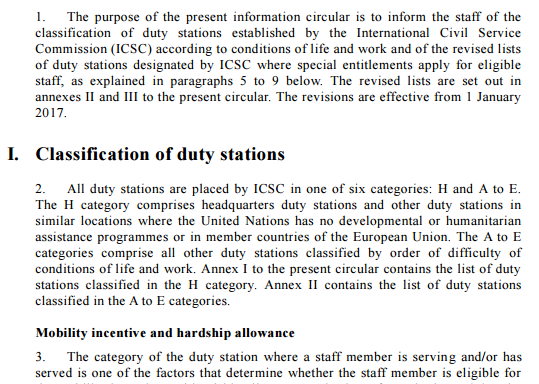 1. The purpose of the present information circular is to inform the staff of the
classification of duty stations established by the International Civil Service
Commission (ICSC) according to conditions of life and work and of the revised lists
of duty stations designated by ICSC where special entitlements apply for eligible
staff, as explained in paragraphs 5 to 9 below. The revised lists are set out in
annexes II and III to the present circular. The revisions are effective from 1 January
2017.
I. Classification of duty stations
2. All duty stations are placed by ICSC in one of six categories: H and A to E.
The H category comprises headquarters duty stations and other duty stations in
similar locations where the United Nations has no developmental or humanitarian
assistance programmes or in member countries of the European Union. The A to E
categories comprise all other duty stations classified by order of difficulty of
conditions of life and work. Annex I to the present circular contains the list of duty
stations classified in the H category. Annex II contains the list of duty stations
classified in the A to E categories.
Mobility incentive and hardship allowance
3. The category of the duty station where a staff member is serving and/or has
served is one of the factors that determine whether the staff member is eligible for